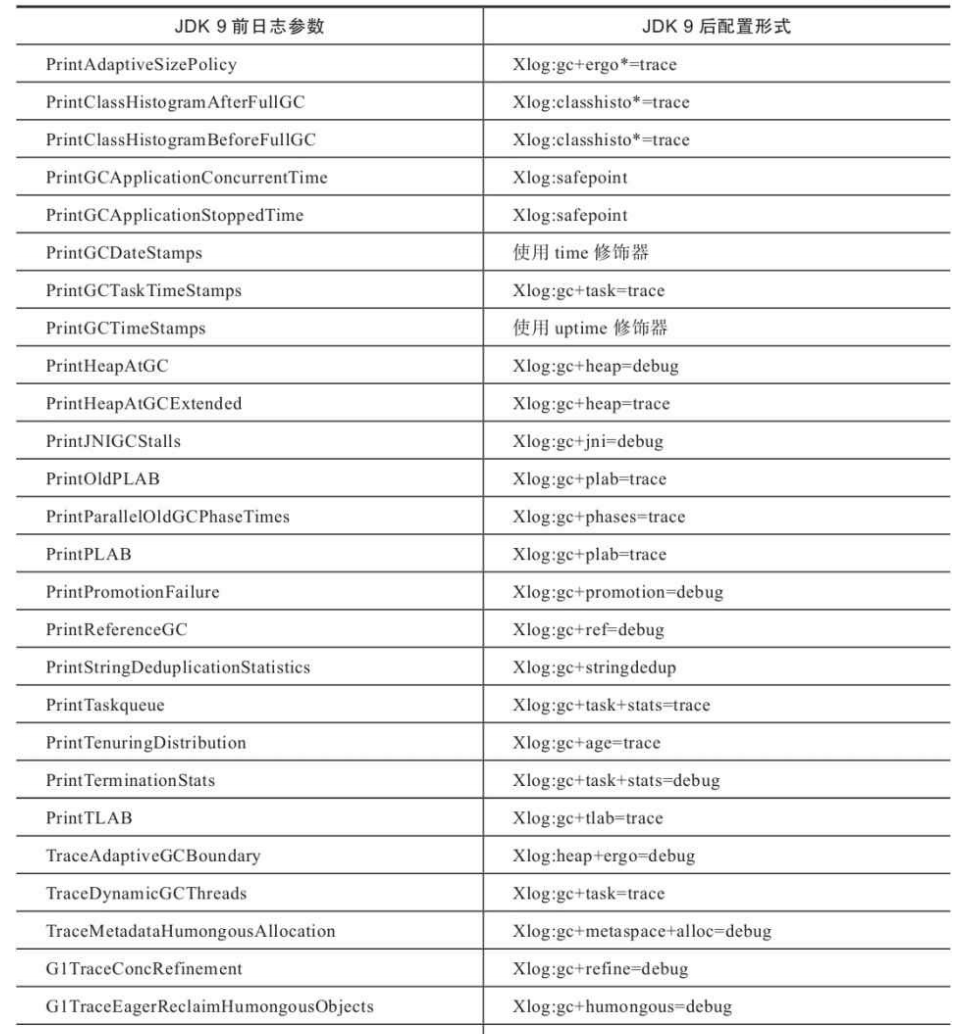 JDK 9 前日志参数 JDK 9 后配置形式
PrintAdaptiveSizePolicy Xlog:gc+ergo*=trace
PrintClassHistogramAfterFullGC Xlog:classhisto*=trace
PrintClassHistogramBeforeFullGC Xlog:classhisto*=trace
PrintGCApplicationConcurrentTime Xlog:safepoint
PrintGCApplicationStoppedTime Xlog:safepoint
PrintGCDateStamps 使用 time 修饰器
PrintGCTaskTimeStamps Xlog:gc+task=trace
PrintGCTimeStamps 使用 uptime 修饰器
PrintHeapAtGC Xlog:gc+heap=debug
PrintHeapAtGCExtended Xlog:gc+heap=trace
PrintJNIGCStalls Xlog:gc+jni=debug
PrintOldPLAB Xlog:gc+plab=trace
PrintParallelOldGCPhaseTimes Xlog:gc+phases=trace
PrintPLAB Xlog:gc+plab=trace
PrintPromotionFailure Xlog:gc+promotion=debug
PrintReferenceGC Xlog:gc+ref=debug
PrintStringDeduplicationStatistics Xlog:gc+stringdedup
PrintTaskqueue Xlog:gc+task+stats=trace
PrintTenuringDistribution Xlog:gc+age=trace
PrintTerminationStats Xlog:gc+task+stats=debug
PrintTLAB Xlog:gc+tlab=trace
TraceAdaptiveGCBoundary Xlog:heap+ergo=debug
TraceDynamicGCThreads Xlog:gc+task=trace
TraceMetadataHumongousAllocation Xlog:gc+metaspace+alloc=debug
G1TraceConcRefinement Xlog:gc+refine=debug
G1TraceEagerReclaimHumongousObjects Xlog:gc+humongous=debug